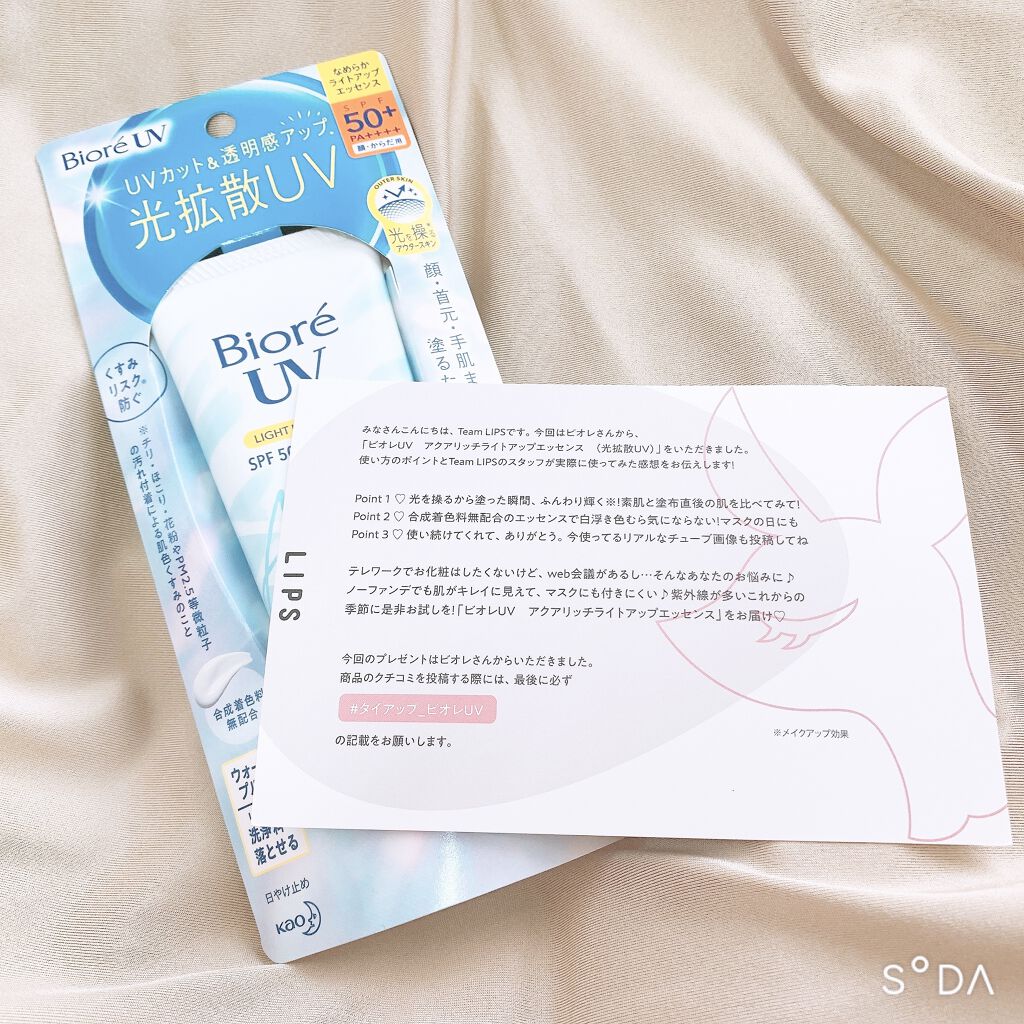 なめらか
ライトアップ
エッセンス
SPF
50+
PA++++
顔・からだ用
Bioré UV
UVカット&透明感アップ
光拡散UV
OUTER SKIN
光を操る
アウタースキン
顔・首元・手肌
塗るた
Bioré
UV
くすみ
リスク※
防ぐ
※チリ・ほこり・花粉やPM2.5等微粒子
の汚れ付着による肌色くすみのこと
LIGHT
SPF 50
合成着色料
無配合
ウォー
プル
洗浄料
落とせる
日やけ止め
Kao
LIPS
みなさんこんにちは、Team LIPSです。今回はビオレさんから、
「ビオレUV アクアリッチライトアップエッセンス (光拡散UV)」をいただきました。
使い方のポイントとTeam LIPSのスタッフが実際に使ってみた感想をお伝えします!
Point 1 ♡ 光を操るから塗った瞬間、ふんわり輝く※!素肌と塗布直後の肌を比べてみて!
Point 2 ♡ 合成着色料無配合のエッセンスで白浮き色むら気にならない!マスクの日にも
Point 3 ♡ 使い続けてくれて、ありがとう。今使ってるリアルなチューブ画像も投稿してね
テレワークでお化粧はしたくないけど、web会議があるし…そんなあなたのお悩みに♪
ノーファンデでも肌がキレイに見えて、マスクにも付きにくい♪紫外線が多いこれからの
季節に是非お試しを!「ビオレUV アクアリッチライトアップエッセンス」をお届け♡
今回のプレゼントはビオレさんからいただきました。
商品のクチコミを投稿する際には、最後に必ず
#タイアップ_ビオレUV
の記載をお願いします。
※メイクアップ効果
SODA